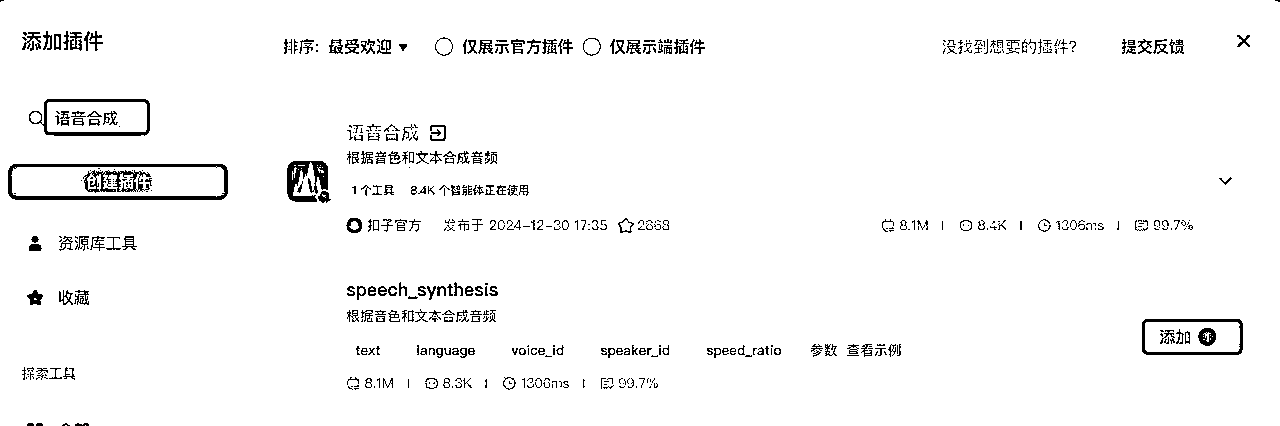 添加插件
排序: 最受欢迎 仅展示官方插件 仅展示端插件 没找到想要的插件? 提交反馈
语音合成
创建插件
资源库工具
收藏
探索工具
语音合成
根据音色和文本合成音频
1 个工具 8.4K 个智能体正在使用
扣子官方 发布于 2024-12-30 17:35 2868
8.1M 8.4K 1306ms 99.7%
speech_synthesis
根据音色和文本合成音频
text language voice_id speaker_id speed_ratio 参数 查看示例
8.1M 8.3K 1306ms 99.7%
添加